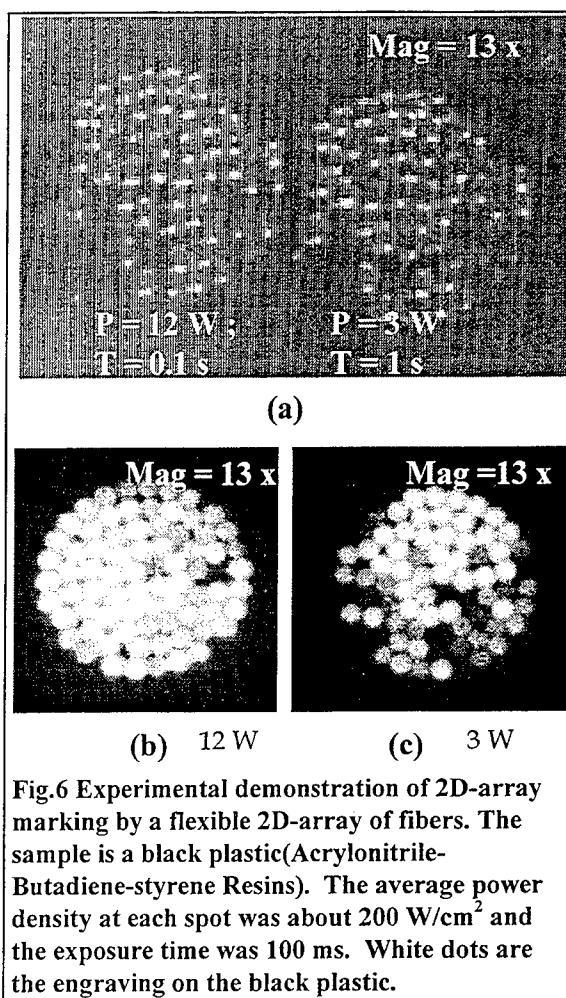 Mag = 13 x
P = 12 W ;
T = 0.1 s
P = 3 W
T = 1 s
(a)
Mag = 13 x
Mag =13 x
(b) 12 W
(c) 3 W
Fig.6 Experimental demonstration of 2D-array
marking by a flexible 2D-array of fibers. The
sample is a black plastic(Acrylonitrile-
Butadiene-styrene Resins). The average power
density at each spot was about 200 W/cm² and
the exposure time was 100 ms. White dots are
the engraving on the black plastic.